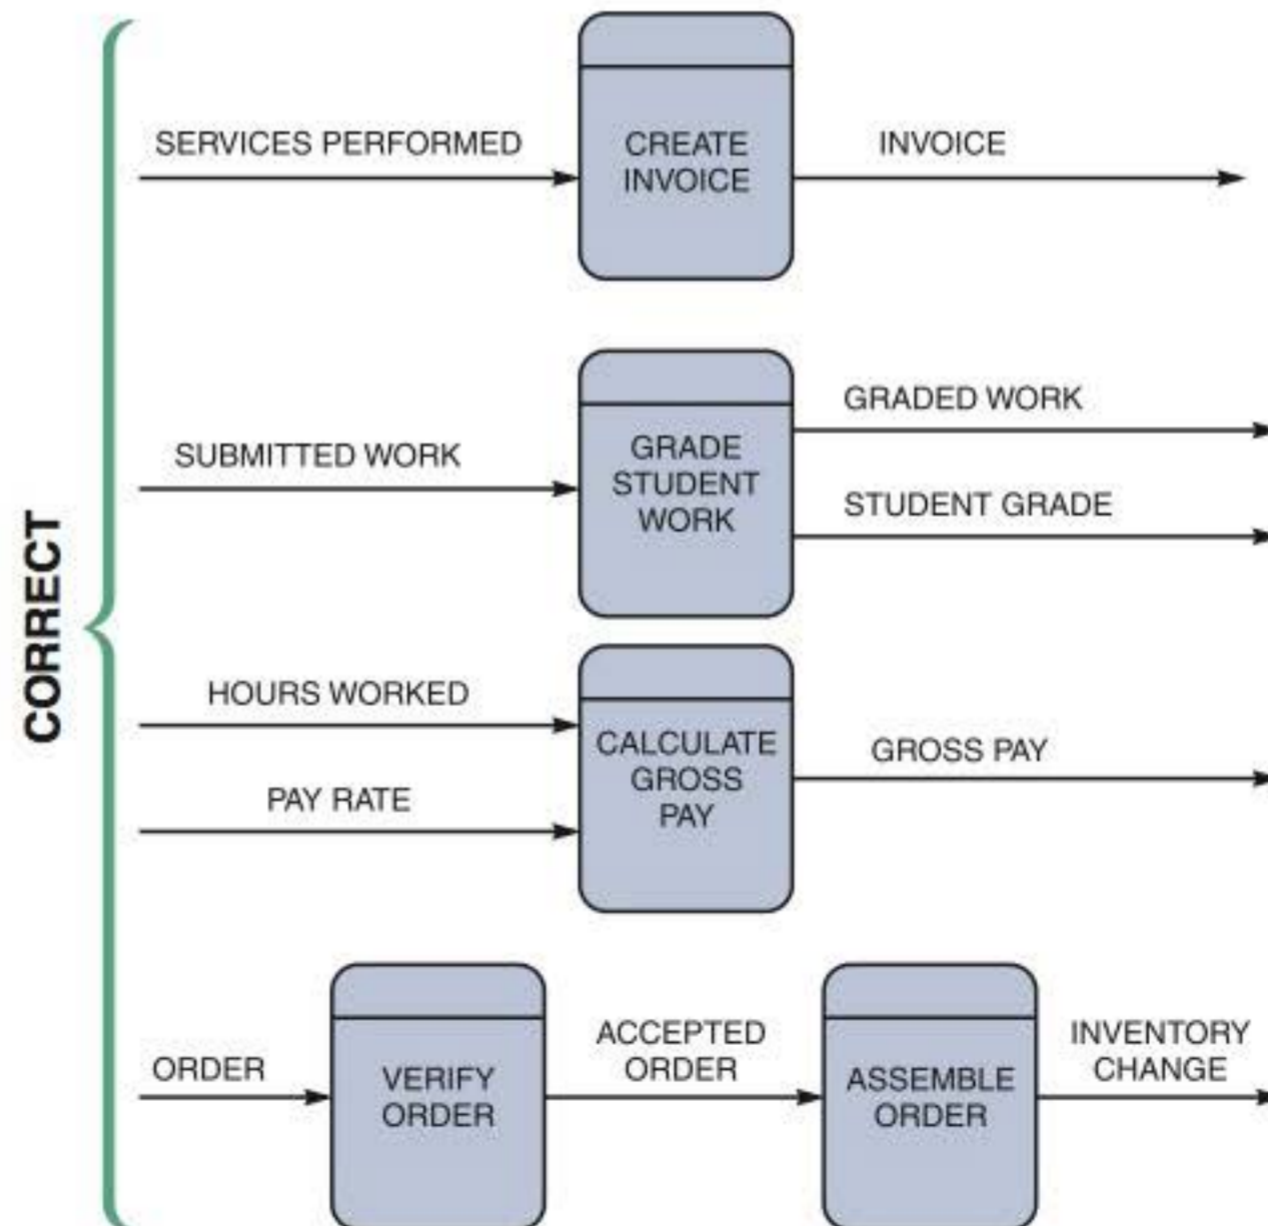 SERVICES PERFORMED
CREATE
INVOICE
INVOICE
SUBMITTED WORK
GRADE
STUDENT
WORK
GRADED WORK
STUDENT GRADE
CORRECT
HOURS WORKED
PAY RATE
CALCULATE
GROSS
PAY
GROSS PAY
ORDER
VERIFY
ORDER
ACCEPTED
ORDER
ASSEMBLE
ORDER
INVENTORY
CHANGE